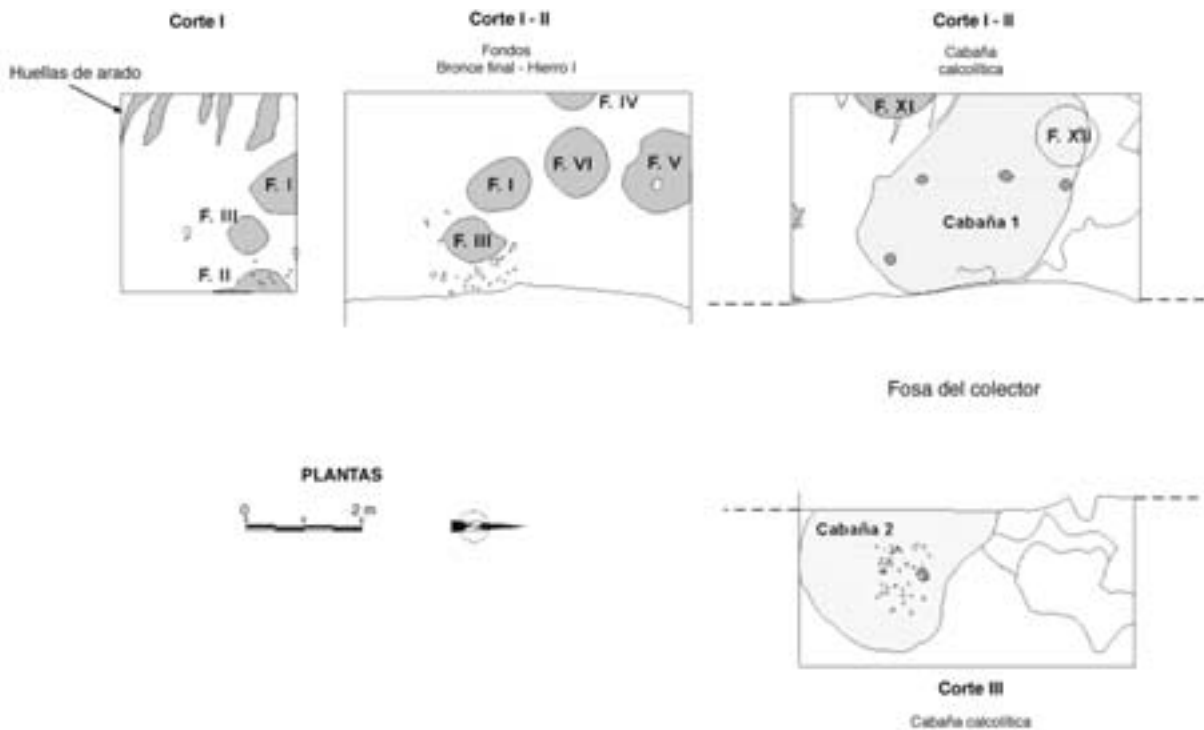 Corte I
Huellas de arado
F. I
F. III
F. II
Corte I - II
Fondos
Bronce final - Hierro I
F. IV
F. VI
F. V
F. I
F. III
Corte I - II
Cabaña
calcolítica
F. XI
F. XII
Cabaña 1
Fosa del colector
PLANTAS
0 2 m
Cabaña 2
Corte III
Cabaña calcolítica